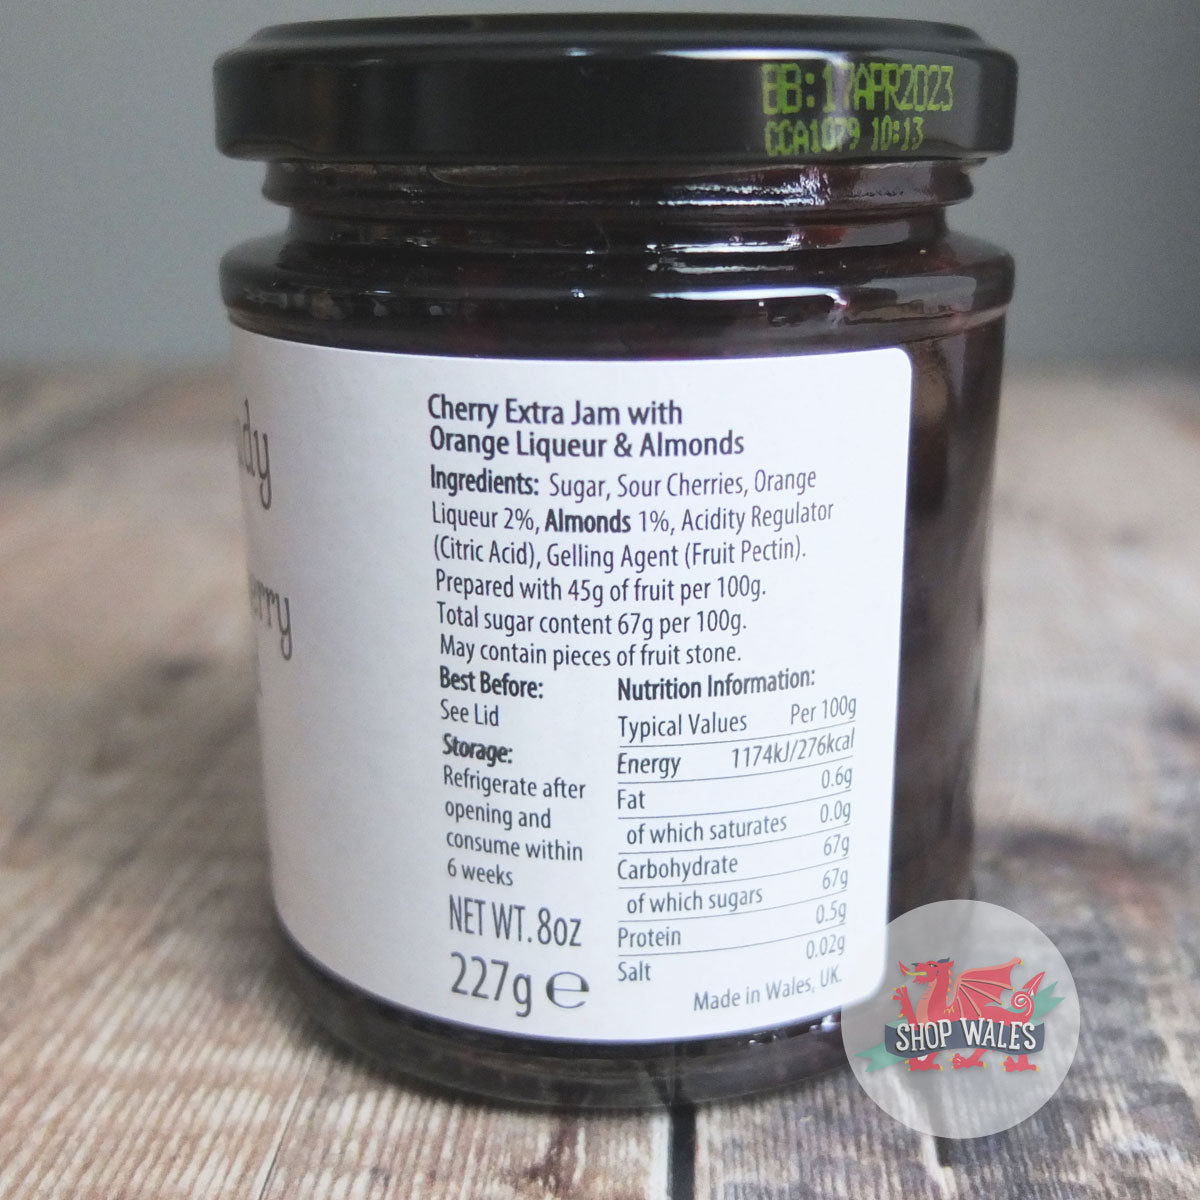 BB:17APR2023
CCA1079 10:13
Cherry Extra Jam with
Orange Liqueur & Almonds
Ingredients: Sugar, Sour Cherries, Orange
Liqueur 2%, Almonds 1%, Acidity Regulator
(Citric Acid), Gelling Agent (Fruit Pectin).
Prepared with 45g of fruit per 100g.
Total sugar content 67g per 100g.
May contain pieces of fruit stone.
Best Before:
See Lid
Storage:
Refrigerate after
opening and
consume within
6 weeks
NET WT. 8oz
227g ℮
Nutrition Information:
Typical Values Per 100g
Energy 1174kJ/276kcal
Fat 0.6g
of which saturates 0.0g
Carbohydrate 67g
of which sugars 67g
Protein 0.5g
Salt 0.02g
Made in Wales, UK.
SHOP WALES